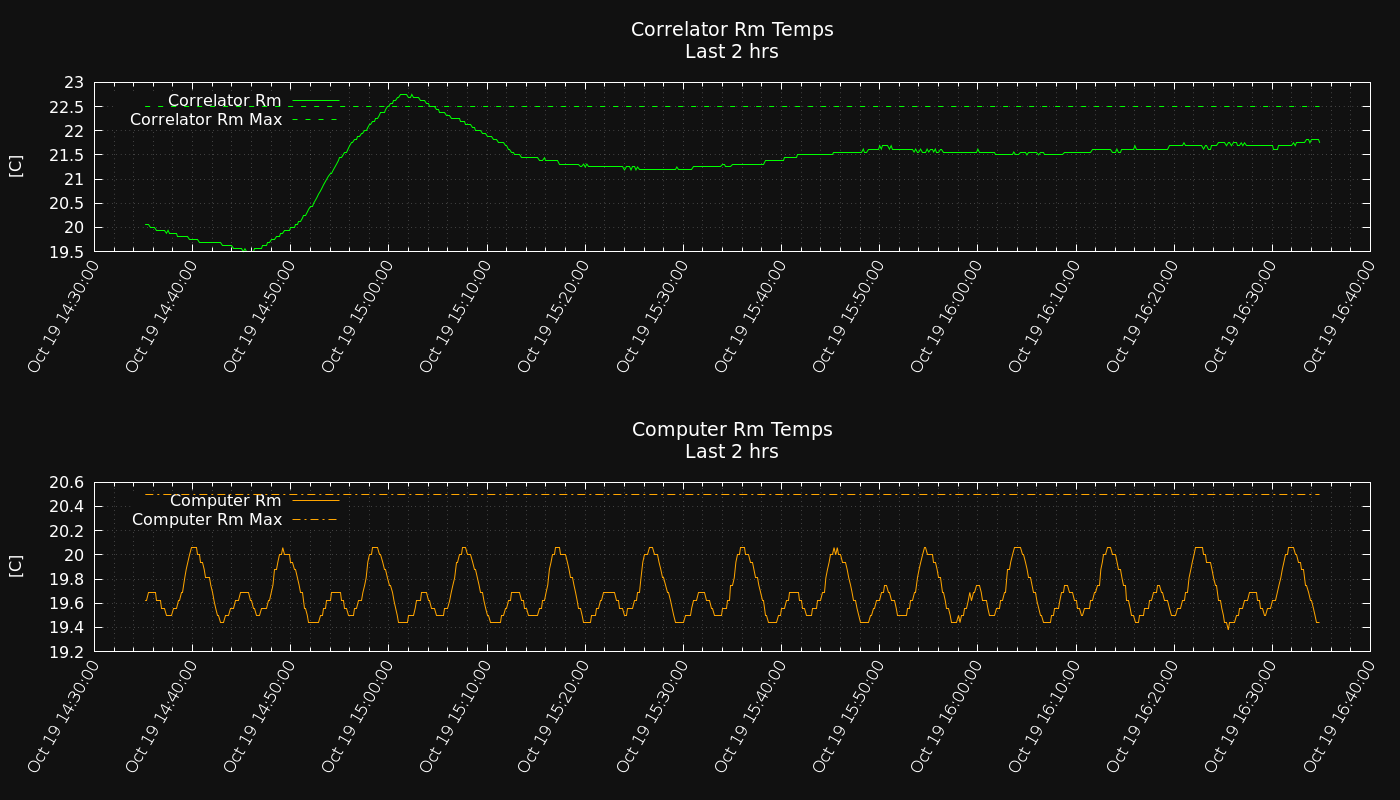 Correlator Rm Temps
Last 2 hrs
[C]
23
22.5
22
21.5
21
20.5
20
19.5
Correlator Rm
Correlator Rm Max
Oct 19 14:30:00
Oct 19 14:40:00
Oct 19 14:50:00
Oct 19 15:00:00
Oct 19 15:10:00
Oct 19 15:20:00
Oct 19 15:30:00
Oct 19 15:40:00
Oct 19 15:50:00
Oct 19 16:00:00
Oct 19 16:10:00
Oct 19 16:20:00
Oct 19 16:30:00
Oct 19 16:40:00
Computer Rm Temps
Last 2 hrs
[C]
20.6
20.4
20.2
20
19.8
19.6
19.4
19.2
Computer Rm
Computer Rm Max
Oct 19 14:30:00
Oct 19 14:40:00
Oct 19 14:50:00
Oct 19 15:00:00
Oct 19 15:10:00
Oct 19 15:20:00
Oct 19 15:30:00
Oct 19 15:40:00
Oct 19 15:50:00
Oct 19 16:00:00
Oct 19 16:10:00
Oct 19 16:20:00
Oct 19 16:30:00
Oct 19 16:40:00